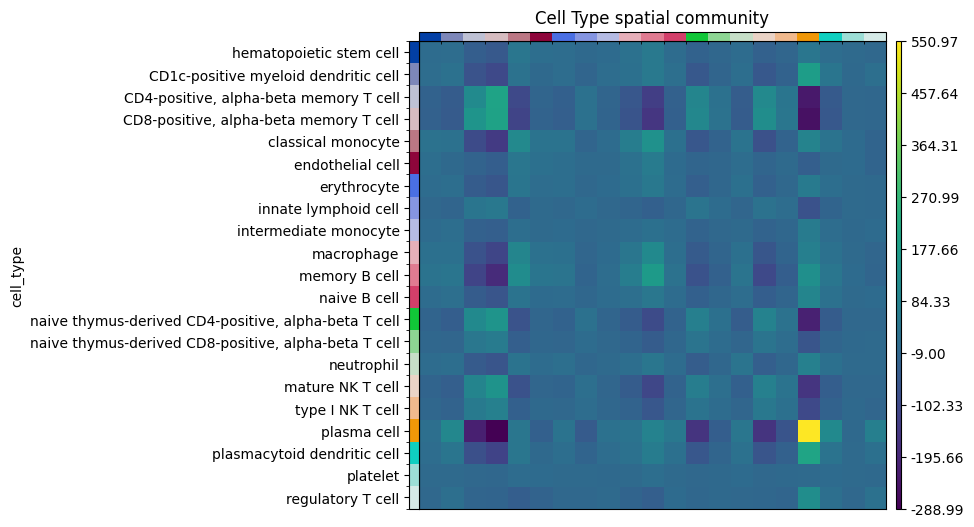 Cell Type spatial community
hematopoietic stem cell
CD1c-positive myeloid dendritic cell
CD4-positive, alpha-beta memory T cell
CD8-positive, alpha-beta memory T cell
classical monocyte
endothelial cell
erythrocyte
innate lymphoid cell
intermediate monocyte
macrophage
memory B cell
naive B cell
naive thymus-derived CD4-positive, alpha-beta T cell
naive thymus-derived CD8-positive, alpha-beta T cell
neutrophil
mature NK T cell
type I NK T cell
plasma cell
plasmacytoid dendritic cell
platelet
regulatory T cell
cell_type
550.97
457.64
364.31
270.99
177.66
84.33
-9.00
-102.33
-195.66
-288.99